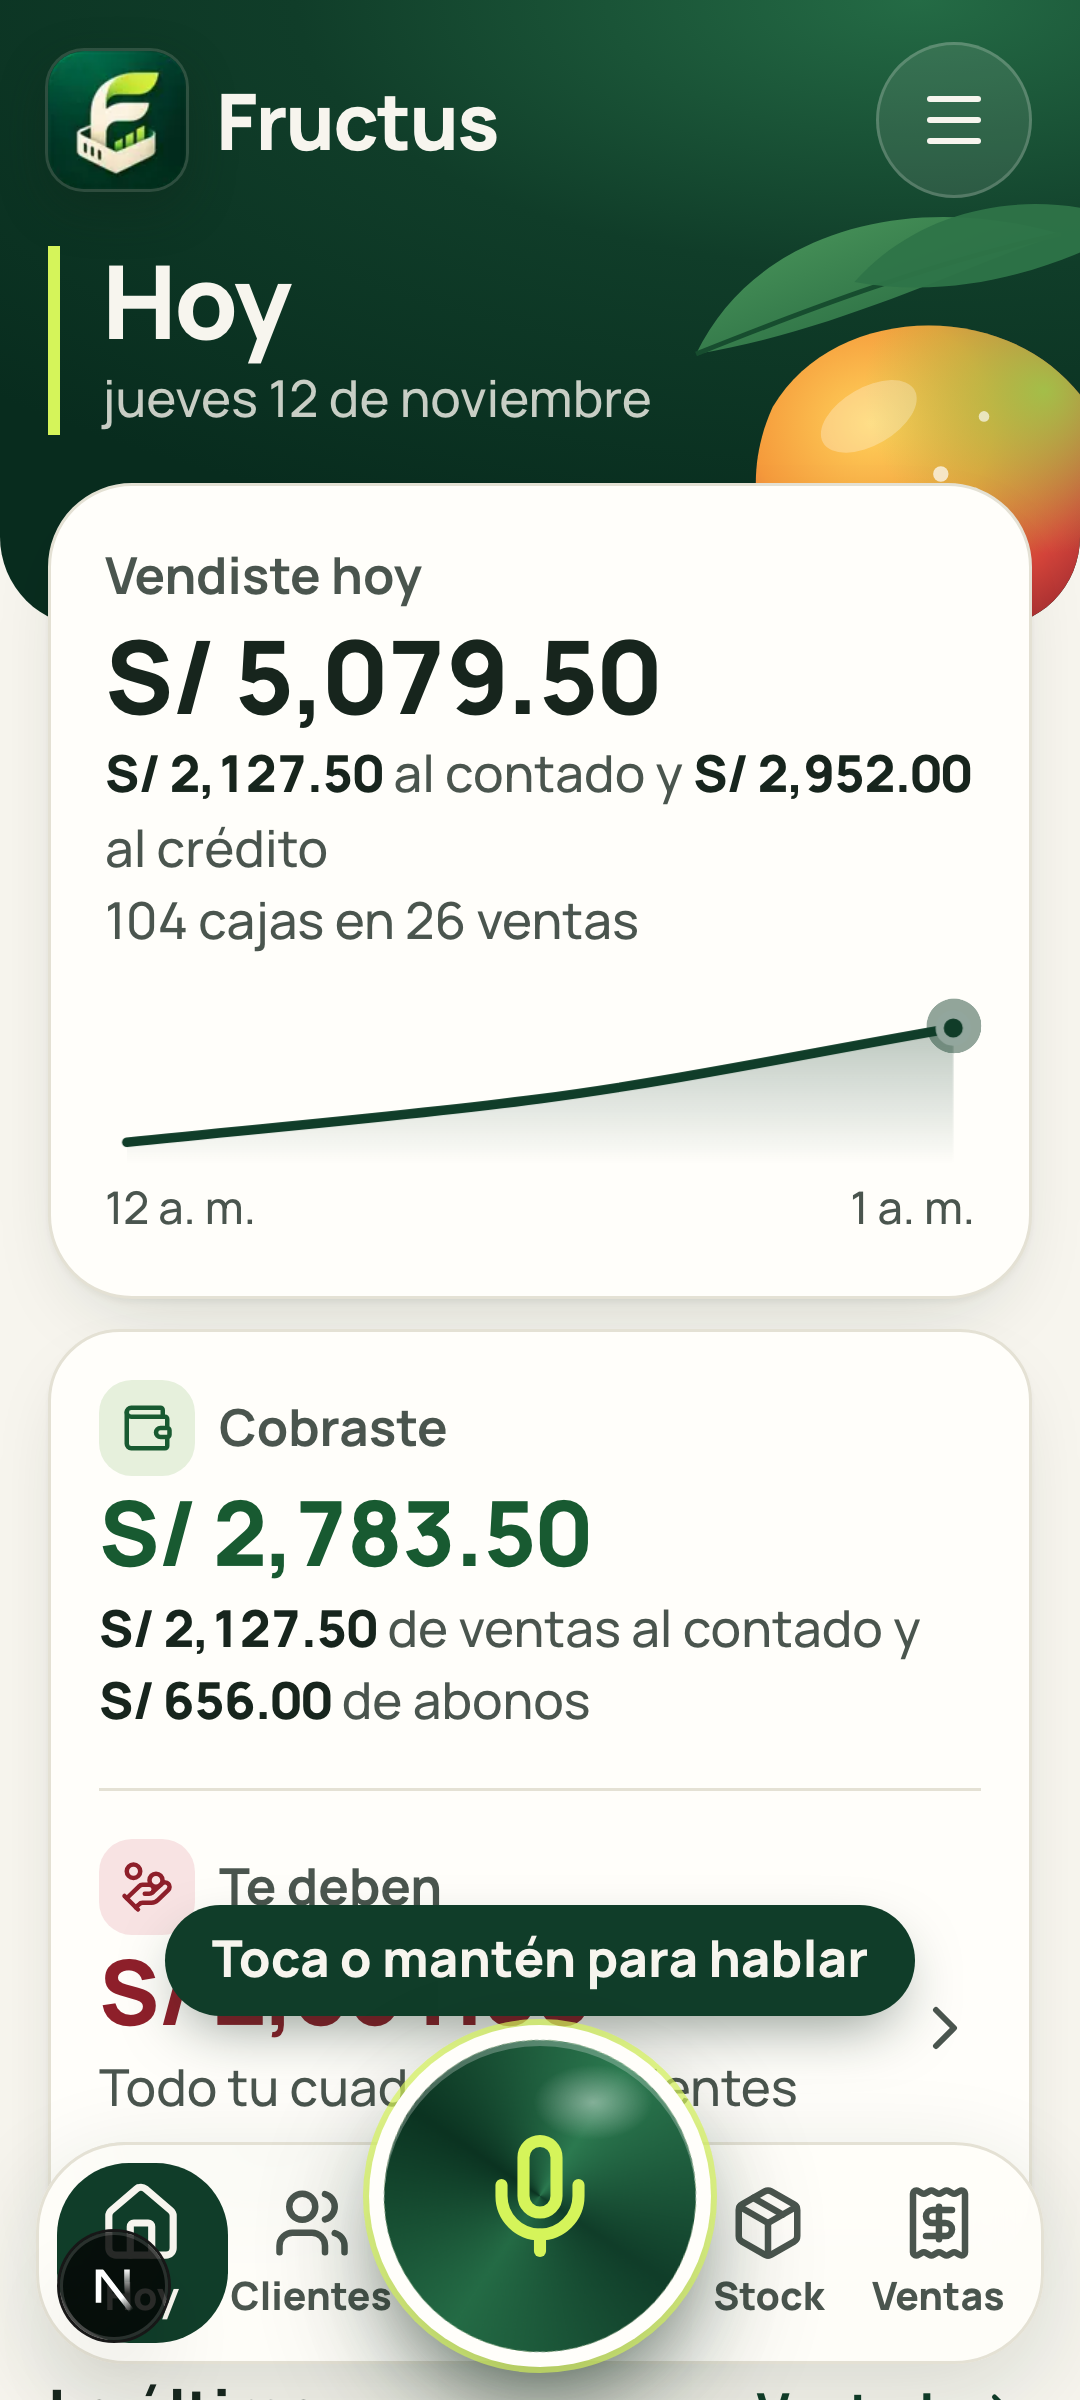 Fructus
Hoy
jueves 12 de noviembre
Vendiste hoy
S/ 5,079.50
S/ 2,127.50 al contado y S/ 2,952.00
al crédito
104 cajas en 26 ventas
12 a. m.
1 a. m.
Cobraste
S/ 2,783.50
S/ 2,127.50 de ventas al contado y
S/ 656.00 de abonos
Te deben
Toca o mantén para hablar
Todo tu
N
Clientes
Stock
Ventas